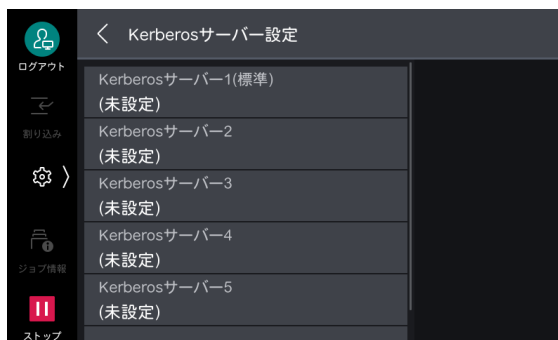 Kerberosサーバー設定
ログアウト
Kerberosサーバー1(標準)
(未設定)
割り込み
Kerberosサーバー2
(未設定)
Kerberosサーバー3
(未設定)
Kerberosサーバー4
(未設定)
ジョブ情報
Kerberosサーバー5
(未設定)
ストップ